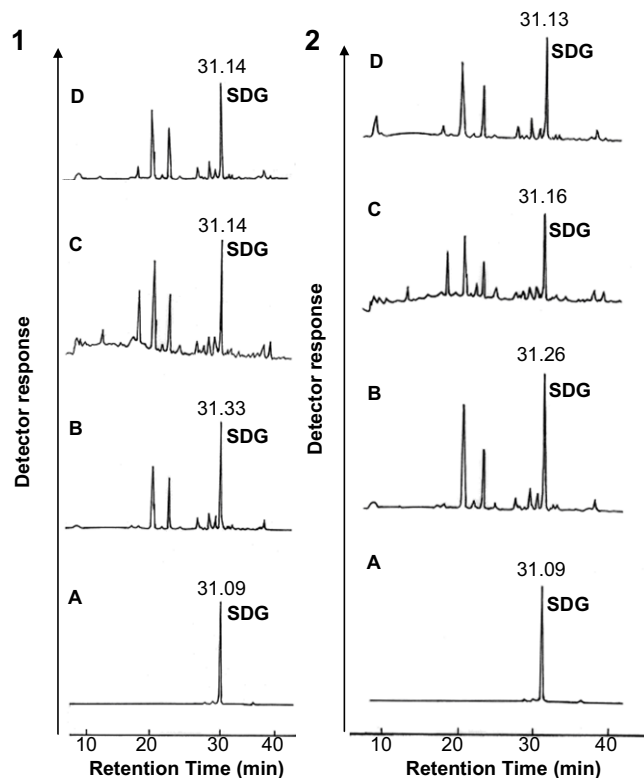 1
31.14
SDG
D
31.14
SDG
C
31.33
SDG
B
31.09
SDG
A
Detector response
10 20 30 40
Retention Time (min)
2
31.13
SDG
D
31.16
SDG
C
31.26
SDG
B
31.09
SDG
A
Detector response
10 20 30 40
Retention Time (min)